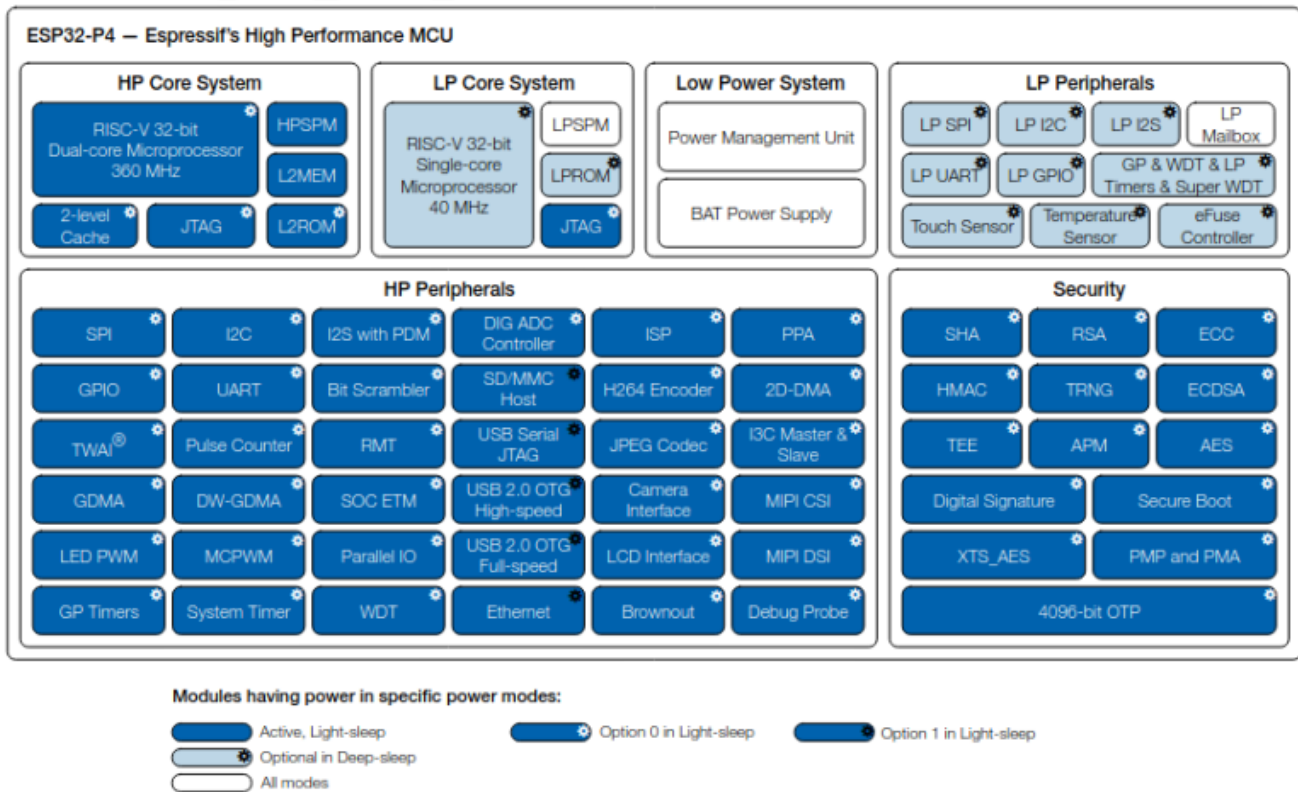 ESP32-P4 — Espressif's High Performance MCU
HP Core System
RISC-V 32-bit
Dual-core Microprocessor
360 MHz
HPSPM
L2MEM
2-level
Cache
JTAG
L2ROM
LP Core System
RISC-V 32-bit
Single-core
Microprocessor
40 MHz
LPSPM
LPROM
JTAG
Low Power System
Power Management Unit
BAT Power Supply
LP Peripherals
LP SPI
LP I2C
LP I2S
LP
Mailbox
LP UART
LP GPIO
GP & WDT & LP
Timers & Super WDT
Touch Sensor
Temperature
Sensor
eFuse
Controller
HP Peripherals
SPI
I2C
I2S with PDM
DIG ADC
Controller
ISP
PPA
GPIO
UART
Bit Scrambler
SD/MMC
Host
H264 Encoder
2D-DMA
TWAI®
Pulse Counter
RMT
USB Serial
JTAG
JPEG Codec
I3C Master &
Slave
GDMA
DW-GDMA
SOC ETM
USB 2.0 OTG
High-speed
Camera
Interface
MIPI CSI
LED PWM
MCPWM
Parallel IO
USB 2.0 OTG
Full-speed
LCD Interface
MIPI DSI
GP Timers
System Timer
WDT
Ethernet
Brownout
Debug Probe
Security
SHA
RSA
ECC
HMAC
TRNG
ECDSA
TEE
APM
AES
Digital Signature
Secure Boot
XTS_AES
PMP and PMA
4096-bit OTP
Modules having power in specific power modes:
Active, Light-sleep
Option 0 in Light-sleep
Option 1 in Light-sleep
Optional in Deep-sleep
All modes